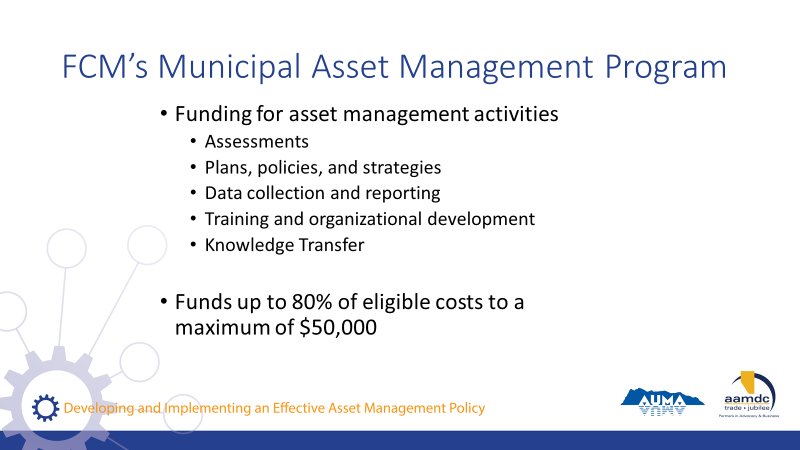 FCM’s Municipal Asset Management Program
• Funding for asset management activities
• Assessments
• Plans, policies, and strategies
• Data collection and reporting
• Training and organizational development
• Knowledge Transfer
• Funds up to 80% of eligible costs to a
maximum of $50,000
Developing and Implementing an Effective Asset Management Policy
AUMA
aamdc
trade • jubilee
Partners in Advocacy & Business